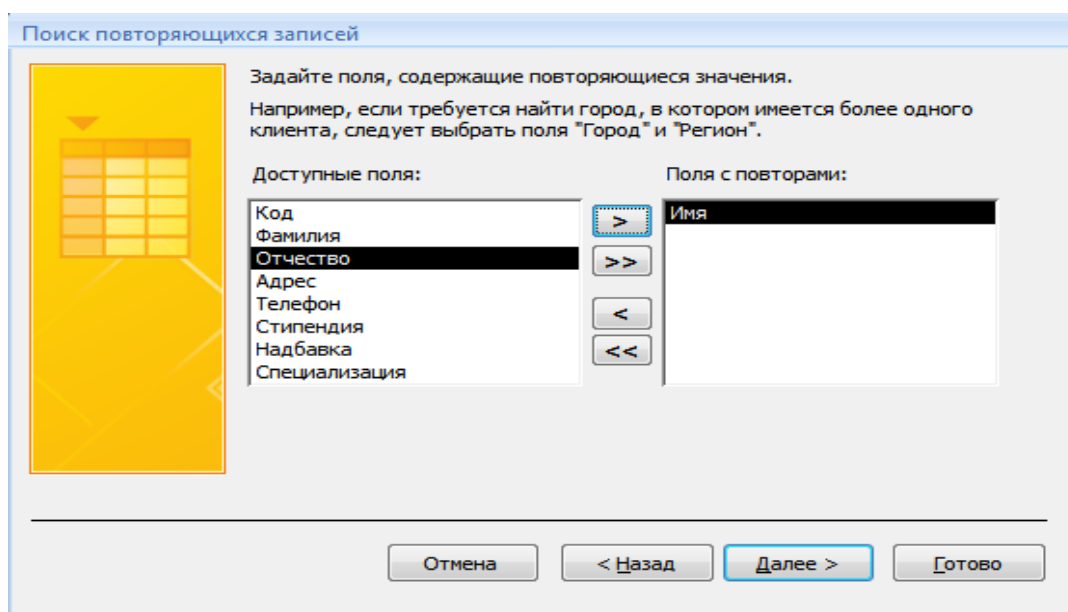 Поиск повторяющихся записей
Задайте поля, содержащие повторяющиеся значения.
Например, если требуется найти город, в котором имеется более одного
клиента, следует выбрать поля "Город" и "Регион".
Доступные поля:
Поля с повторами:
Код
Фамилия
Отчество
Адрес
Телефон
Стипендия
Надбавка
Специализация
>
>>
<
<<
Имя
Отмена
< Назад
Далее >
Готово